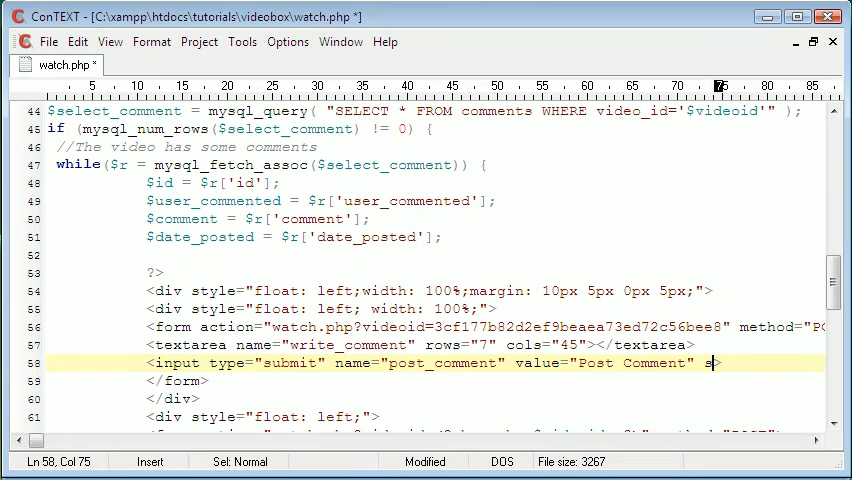 ConTEXT - [C:\xampp\htdocs\tutorials\videobox\watch.php *]
File Edit View Format Project Tools Options Window Help
watch.php *
5 10 15 20 25 30 35 40 45 50 55 60 65 70 75 80 85
44 $select_comment = mysql_query( "SELECT * FROM comments WHERE video_id='$videoid'" );
45 if (mysql_num_rows($select_comment) != 0) {
46 //The video has some comments
47 while($r = mysql_fetch_assoc($select_comment)) {
48 $id = $r['id'];
49 $user_commented = $r['user_commented'];
50 $comment = $r['comment'];
51 $date_posted = $r['date_posted'];
52
53 ?>
54 <div style="float: left;width: 100%;margin: 10px 5px 0px 5px;">
55 <div style="float: left; width: 100%;">
56 <form action="watch.php?videoid=3cf177b82d2ef9beaea73ed72c56bee8" method="PO
57 <textarea name="write_comment" rows="7" cols="45"></textarea>
58 <input type="submit" name="post_comment" value="Post Comment" s>
59 </form>
60 </div>
61 <div style="float: left;">
Ln 58, Col 75 Insert Sel: Normal Modified DOS File size: 3267